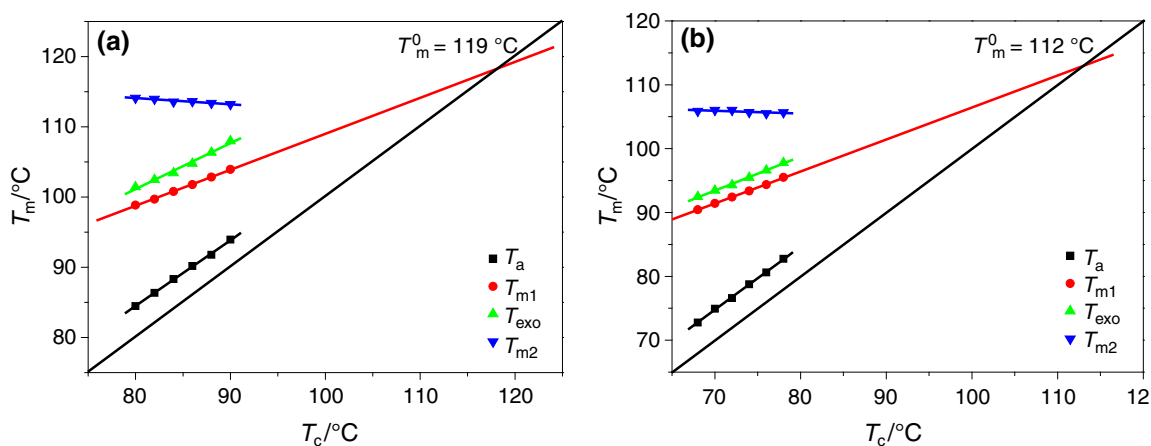 (a)
T⁰m = 119 °C
120
110
100
90
80
Tm/°C
Ta
Tm1
Texo
Tm2
80 90 100 110 120
Tc/°C
(b)
T⁰m = 112 °C
120
110
100
90
80
70
Tm/°C
Ta
Tm1
Texo
Tm2
70 80 90 100 110 12
Tc/°C